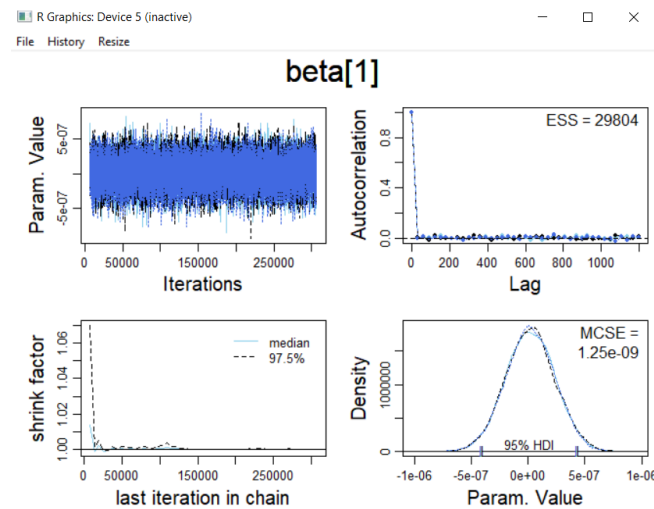 R Graphics: Device 5 (inactive)
File History Resize
beta[1]
Param. Value
5e-07
-5e-07
0 50000 150000 250000
Iterations
Autocorrelation
0.8
0.4
0.0
ESS = 29804
0 200 400 600 800 1000
Lag
shrink factor
1.06
1.04
1.02
1.00
median
97.5%
0 50000 150000 250000
last iteration in chain
Density
1000000
0
MCSE =
1.25e-09
95% HDI
-1e-06 -5e-07 0e+00 5e-07 1e-06
Param. Value